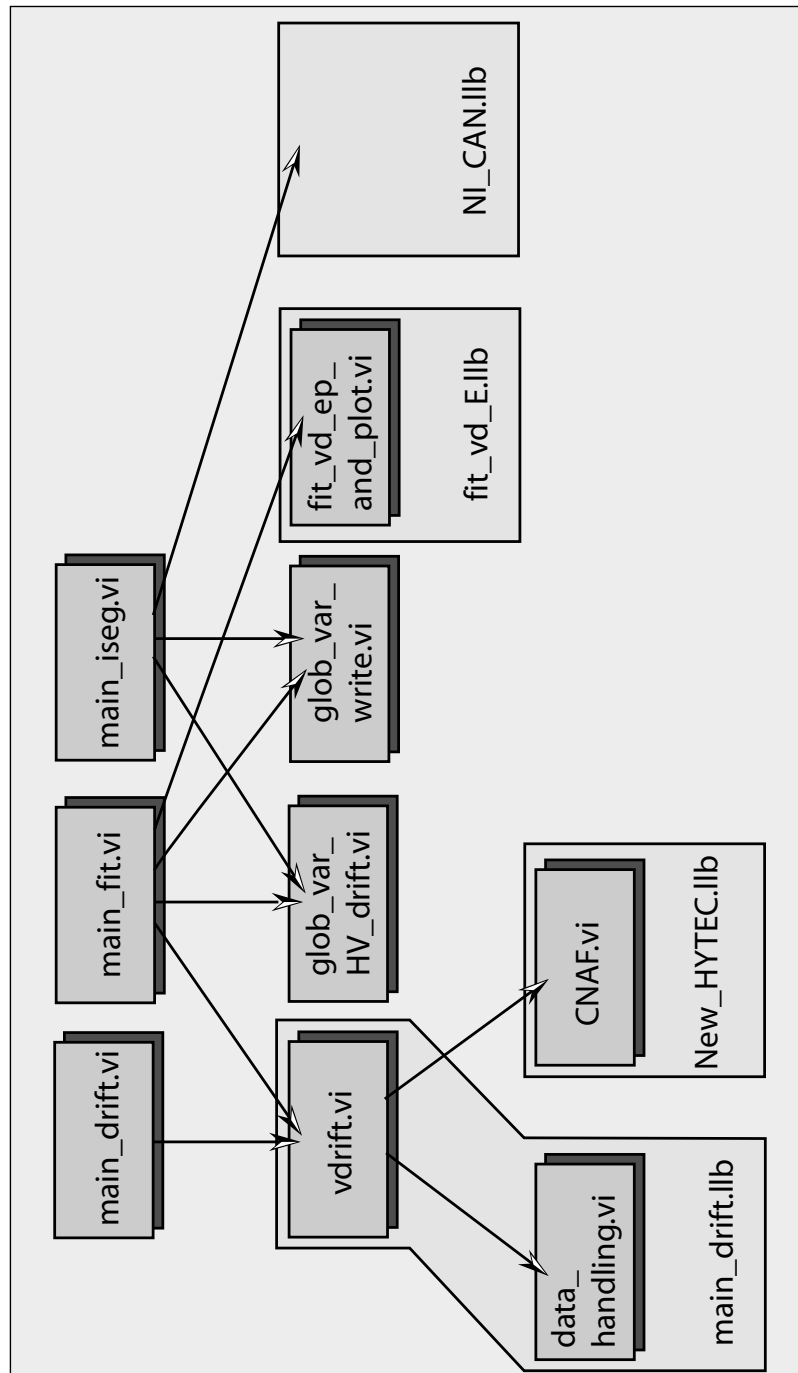 main_drift.vi
main_fit.vi
main_iseg.vi
vdrift.vi
glob_var_
HV_drift.vi
glob_var_
write.vi
fit_vd_ep_
and_plot.vi
fit_vd_E.llb
NI_CAN.llb
data_
handling.vi
main_drift.llb
CNAF.vi
New_HYTEC.llb